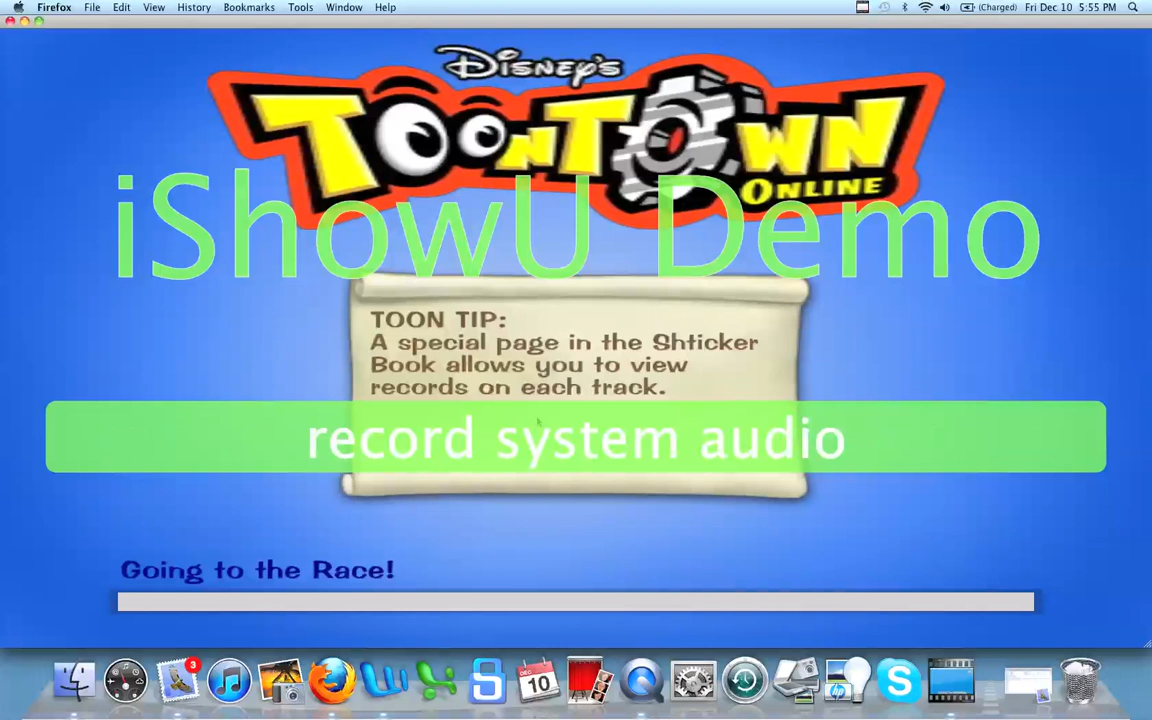 Firefox File Edit View History Bookmarks Tools Window Help (Charged) Fri Dec 10 5:55 PM
Disney's
Toontown
Online
iShowU Demo
TOON TIP:
A special page in the Shticker
Book allows you to view
records on each track.
record system audio
Going to the Race!
3
DEC
10